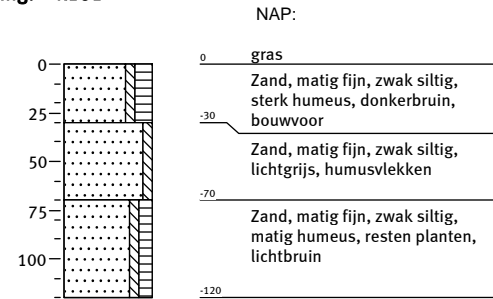 NAP:
0
gras
Zand, matig fijn, zwak siltig,
sterk humeus, donkerbruin,
bouwvoor
-30
Zand, matig fijn, zwak siltig,
lichtgrijs, humusvlekken
-70
Zand, matig fijn, zwak siltig,
matig humeus, resten planten,
lichtbruin
-120
0
25
50
75
100